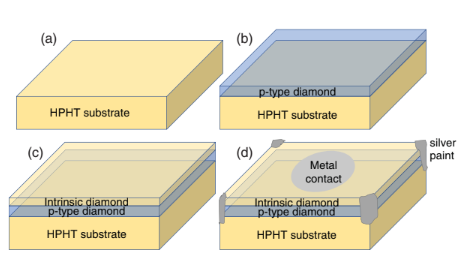 (a)
HPHT substrate
(b)
p-type diamond
HPHT substrate
(c)
Intrinsic diamond
p-type diamond
HPHT substrate
(d)
silver
paint
Metal
contact
Intrinsic diamond
p-type diamond
HPHT substrate